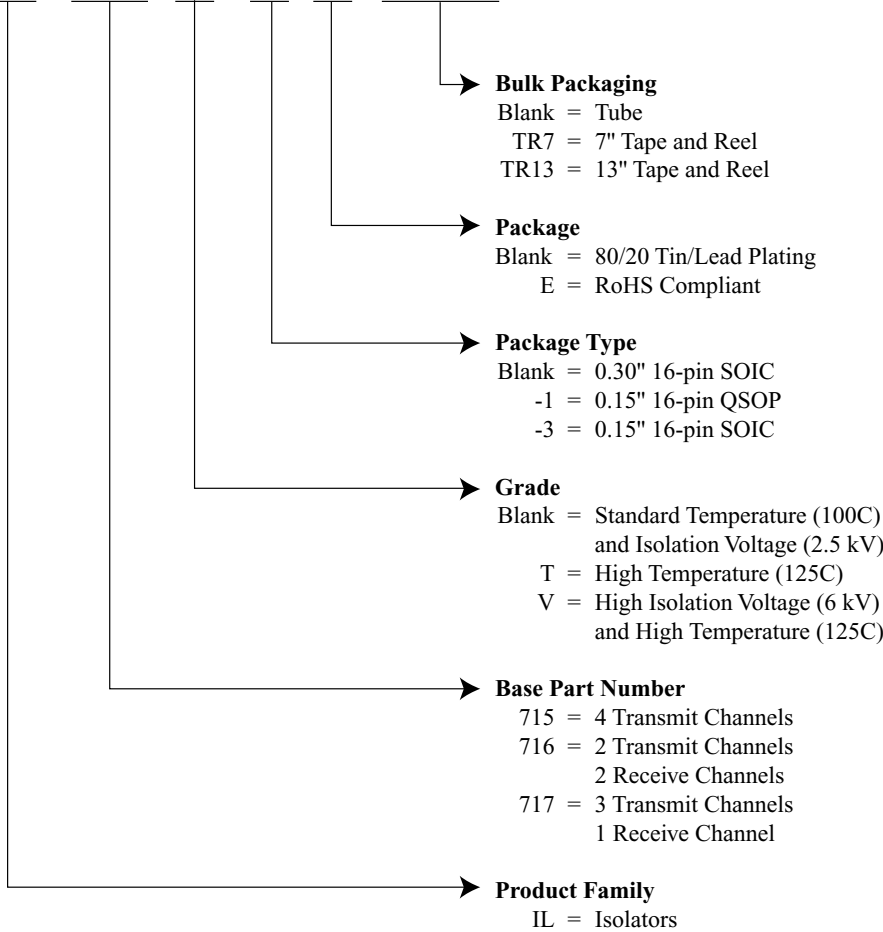 Bulk Packaging
Blank = Tube
TR7 = 7" Tape and Reel
TR13 = 13" Tape and Reel
Package
Blank = 80/20 Tin/Lead Plating
E = RoHS Compliant
Package Type
Blank = 0.30" 16-pin SOIC
-1 = 0.15" 16-pin QSOP
-3 = 0.15" 16-pin SOIC
Grade
Blank = Standard Temperature (100C)
and Isolation Voltage (2.5 kV)
T = High Temperature (125C)
V = High Isolation Voltage (6 kV)
and High Temperature (125C)
Base Part Number
715 = 4 Transmit Channels
716 = 2 Transmit Channels
2 Receive Channels
717 = 3 Transmit Channels
1 Receive Channel
Product Family
IL = Isolators